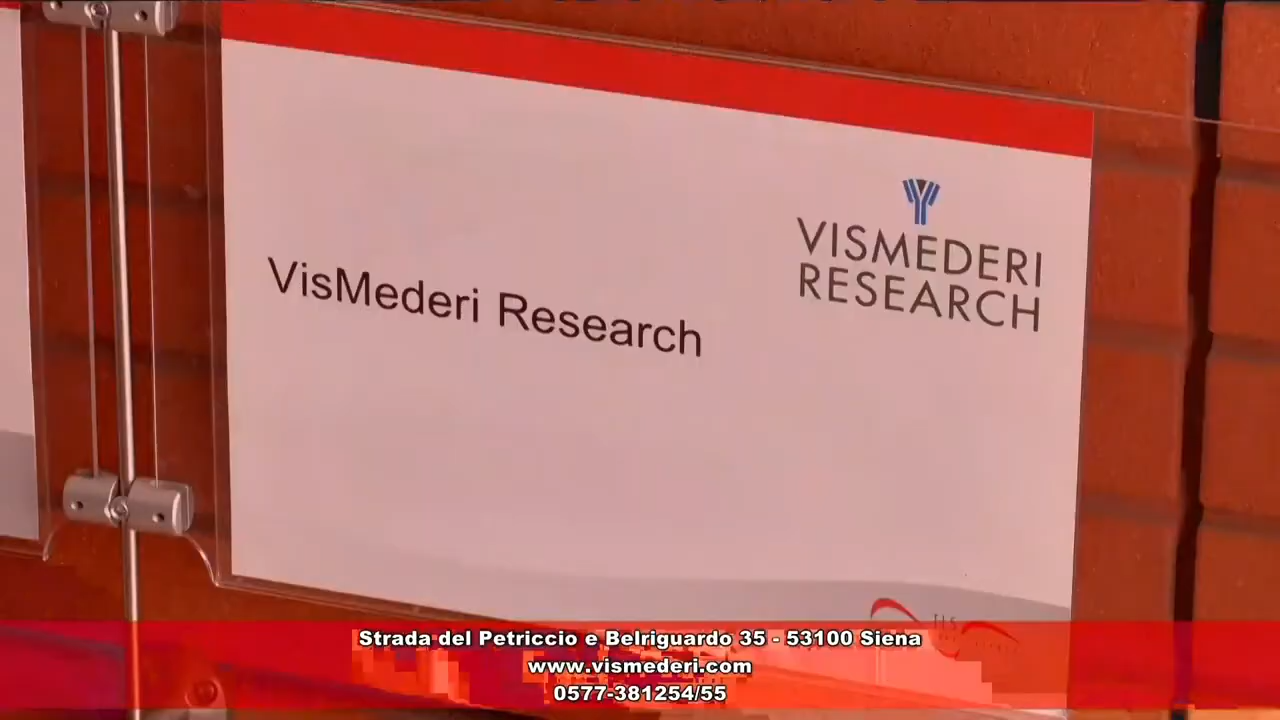 VISMEDERI
RESEARCH
VisMederi Research
Strada del Petriccio e Belriguardo 35 - 53100 Siena
www.vismederi.com
0577-381254/55